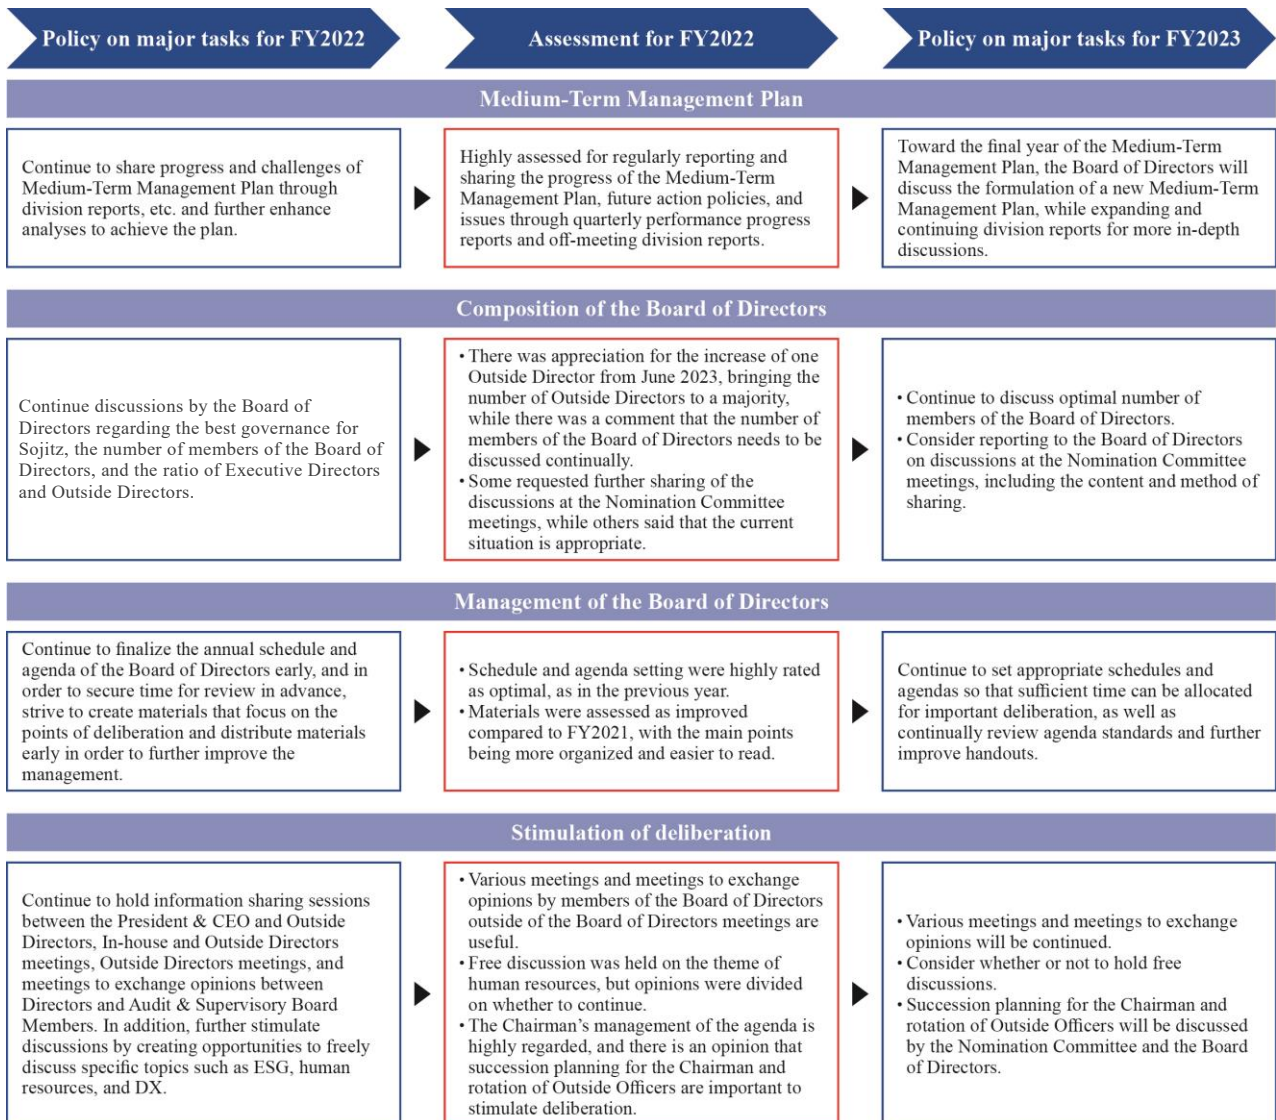 Policy on major tasks for FY2022
Assessment for FY2022
Policy on major tasks for FY2023
Medium-Term Management Plan
Continue to share progress and challenges of
Medium-Term Management Plan through
division reports, etc. and further enhance
analyses to achieve the plan.
Highly assessed for regularly reporting and
sharing the progress of the Medium-Term
Management Plan, future action policies, and
issues through quarterly performance progress
reports and off-meeting division reports.
Toward the final year of the Medium-Term
Management Plan, the Board of Directors will
discuss the formulation of a new Medium-Term
Management Plan, while expanding and
continuing division reports for more in-depth
discussions.
Composition of the Board of Directors
Continue discussions by the Board of
Directors regarding the best governance for
Sojitz, the number of members of the Board of
Directors, and the ratio of Executive Directors
and Outside Directors.
• There was appreciation for the increase of one
Outside Director from June 2023, bringing the
number of Outside Directors to a majority,
while there was a comment that the number of
members of the Board of Directors needs to be
discussed continually.
• Some requested further sharing of the
discussions at the Nomination Committee
meetings, while others said that the current
situation is appropriate.
• Continue to discuss optimal number of
members of the Board of Directors.
• Consider reporting to the Board of Directors
on discussions at the Nomination Committee
meetings, including the content and method of
sharing.
Management of the Board of Directors
Continue to finalize the annual schedule and
agenda of the Board of Directors early, and in
order to secure time for review in advance,
strive to create materials that focus on the
points of deliberation and distribute materials
early in order to further improve the
management.
• Schedule and agenda setting were highly rated
as optimal, as in the previous year.
• Materials were assessed as improved
compared to FY2021, with the main points
being more organized and easier to read.
Continue to set appropriate schedules and
agendas so that sufficient time can be allocated
for important deliberation, as well as
continually review agenda standards and further
improve handouts.
Stimulation of deliberation
Continue to hold information sharing sessions
between the President & CEO and Outside
Directors, In-house and Outside Directors
meetings, Outside Directors meetings, and
meetings to exchange opinions between
Directors and Audit & Supervisory Board
Members. In addition, further stimulate
discussions by creating opportunities to freely
discuss specific topics such as ESG, human
resources, and DX.
• Various meetings and meetings to exchange
opinions by members of the Board of Directors
outside of the Board of Directors meetings are
useful.
• Free discussion was held on the theme of
human resources, but opinions were divided
on whether to continue.
• The Chairman's management of the agenda is
highly regarded, and there is an opinion that
succession planning for the Chairman and
rotation of Outside Officers are important to
stimulate deliberation.
• Various meetings and meetings to exchange
opinions will be continued.
• Consider whether or not to hold free
discussions.
• Succession planning for the Chairman and
rotation of Outside Officers will be discussed
by the Nomination Committee and the Board
of Directors.